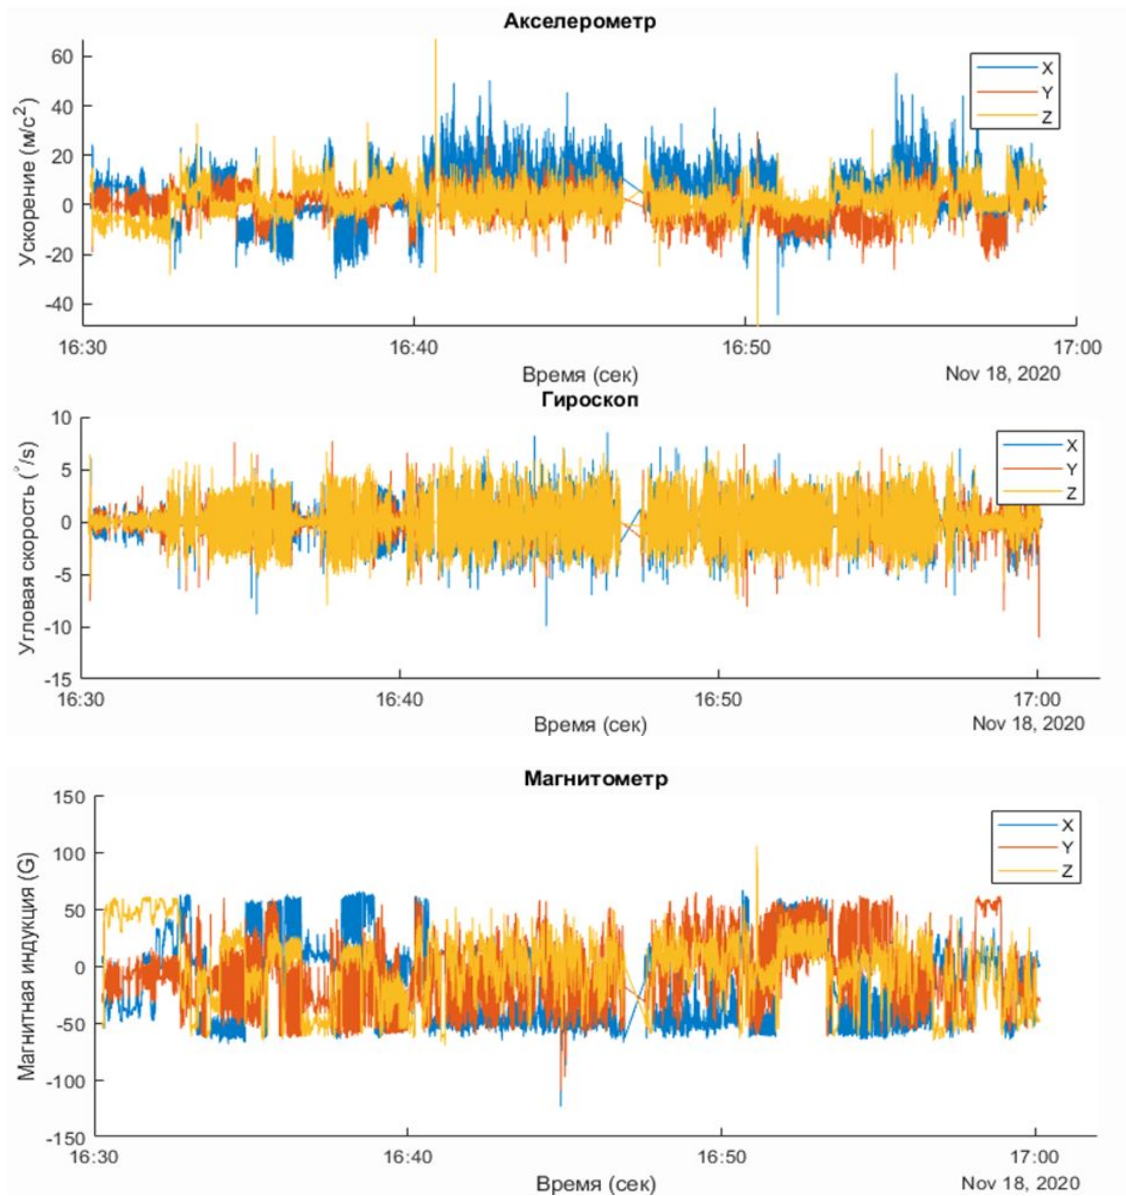 Акселерометр
60
40
20
0
-20
-40
Ускорение (м/с²)
X
Y
Z
16:30 16:40 16:50 17:00
Время (сек)
Nov 18, 2020
Гироскоп
10
5
0
-5
-10
-15
Угловая скорость (°/s)
X
Y
Z
16:30 16:40 16:50 17:00
Время (сек)
Nov 18, 2020
Магнитометр
150
100
50
0
-50
-100
-150
Магнитная индукция (G)
X
Y
Z
16:30 16:40 16:50 17:00
Время (сек)
Nov 18, 2020